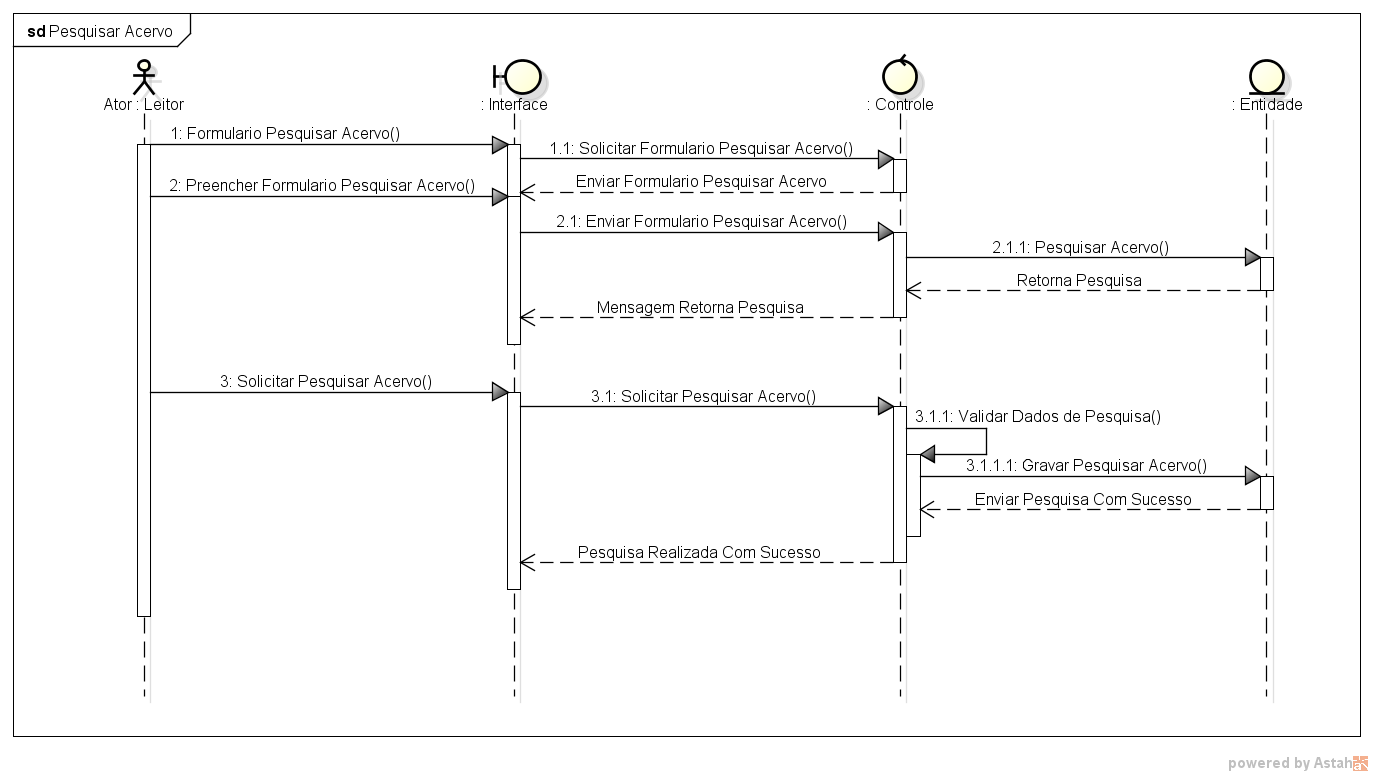 sd Pesquisar Acervo
Ator : Leitor
: Interface
: Controle
: Entidade
1: Formulario Pesquisar Acervo()
1.1: Solicitar Formulario Pesquisar Acervo()
Enviar Formulario Pesquisar Acervo
2: Preencher Formulario Pesquisar Acervo()
2.1: Enviar Formulario Pesquisar Acervo()
2.1.1: Pesquisar Acervo()
Retorna Pesquisa
Mensagem Retorna Pesquisa
3: Solicitar Pesquisar Acervo()
3.1: Solicitar Pesquisar Acervo()
3.1.1: Validar Dados de Pesquisa()
3.1.1.1: Gravar Pesquisar Acervo()
Enviar Pesquisa Com Sucesso
Pesquisa Realizada Com Sucesso
powered by Astah